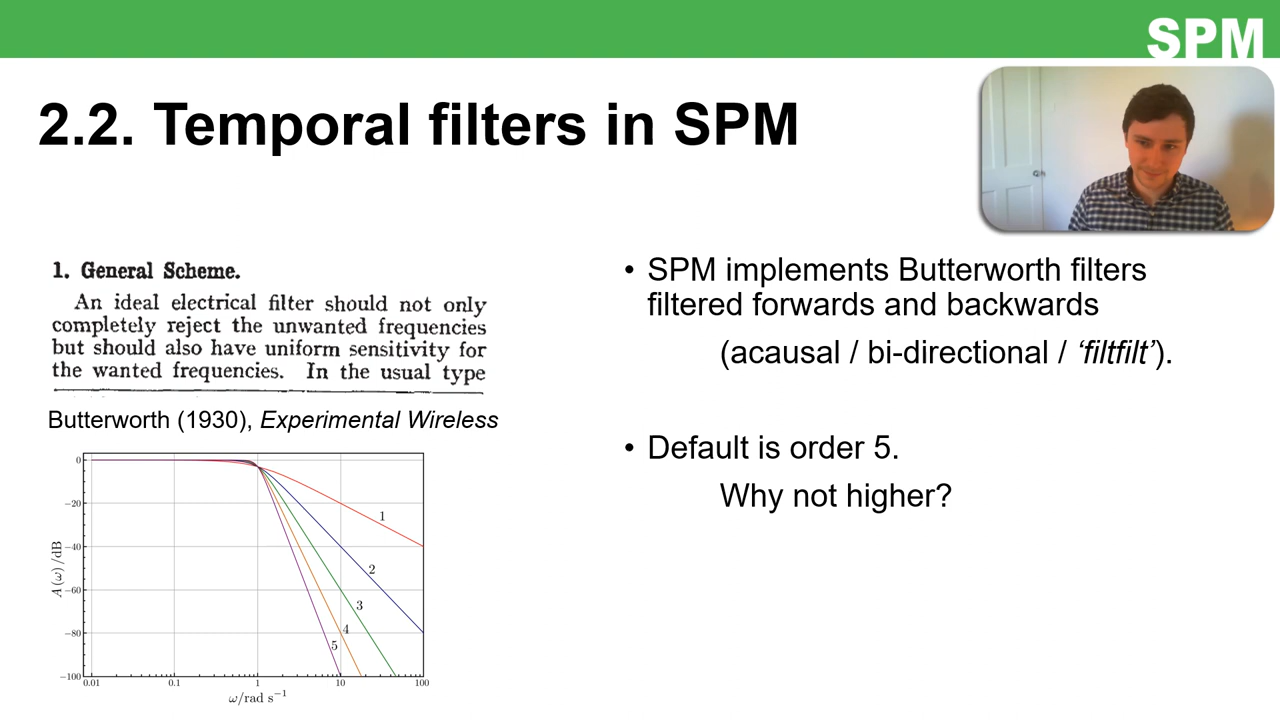 SPM
2.2. Temporal filters in SPM
1. General Scheme.
An ideal electrical filter should not only
completely reject the unwanted frequencies
but should also have uniform sensitivity for
the wanted frequencies. In the usual type
Butterworth (1930), Experimental Wireless
0
−20
−40
−60
−80
−100
A(ω)/dB
1
2
3
4
5
0.01 0.1 1 10 100
ω/rad s⁻¹
• SPM implements Butterworth filters
filtered forwards and backwards
(acausal / bi-directional / ‘filtfilt’).
• Default is order 5.
Why not higher?